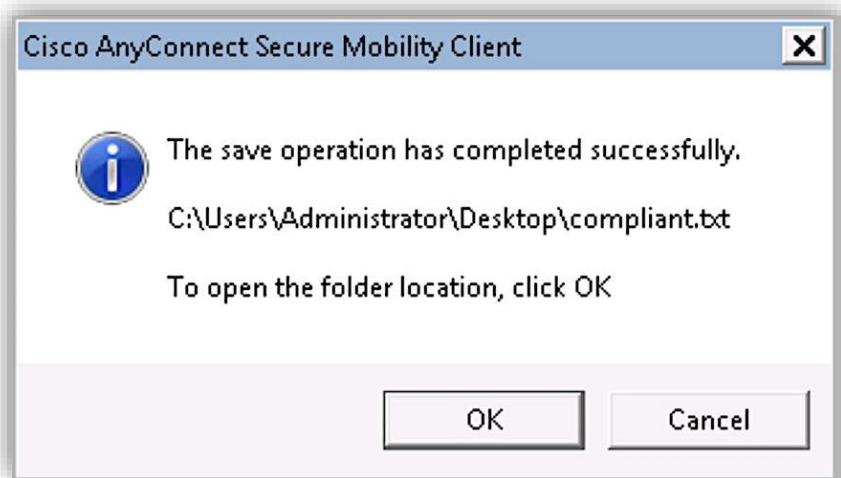 Cisco AnyConnect Secure Mobility Client
The save operation has completed successfully.
C:\Users\Administrator\Desktop\compliant.txt
To open the folder location, click OK
OK
Cancel